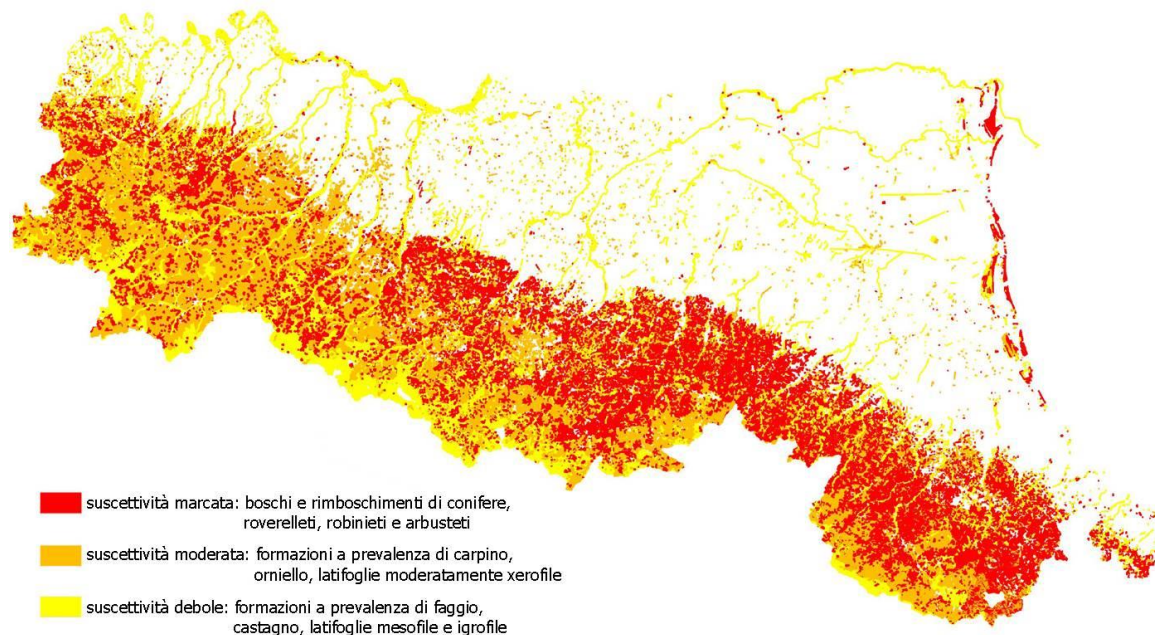 suscettività marcata: boschi e rimboschimenti di conifere,
roverelleti, robinieti e arbusteti
suscettività moderata: formazioni a prevalenza di carpino,
orniello, latifoglie moderatamente xerofile
suscettività debole: formazioni a prevalenza di faggio,
castagno, latifoglie mesofile e igrofile